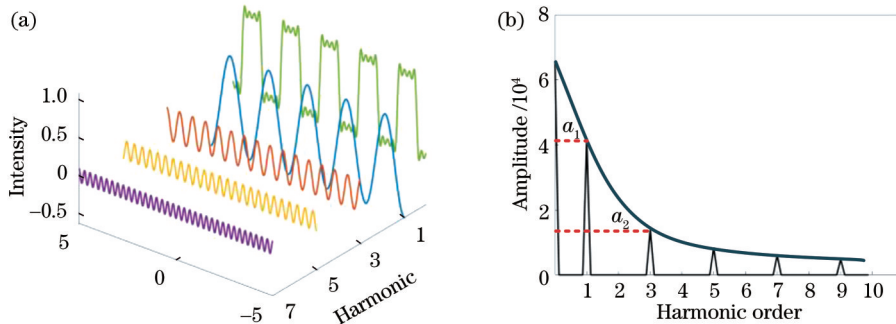 (a)
1.0
0.5
0
−0.5
Intensity
5
0
−5
7
5
3
1
Harmonic
(b)
8
6
4
2
0
Amplitude /10⁴
a₁
a₂
1 2 3 4 5 6 7 8 9 10
Harmonic order